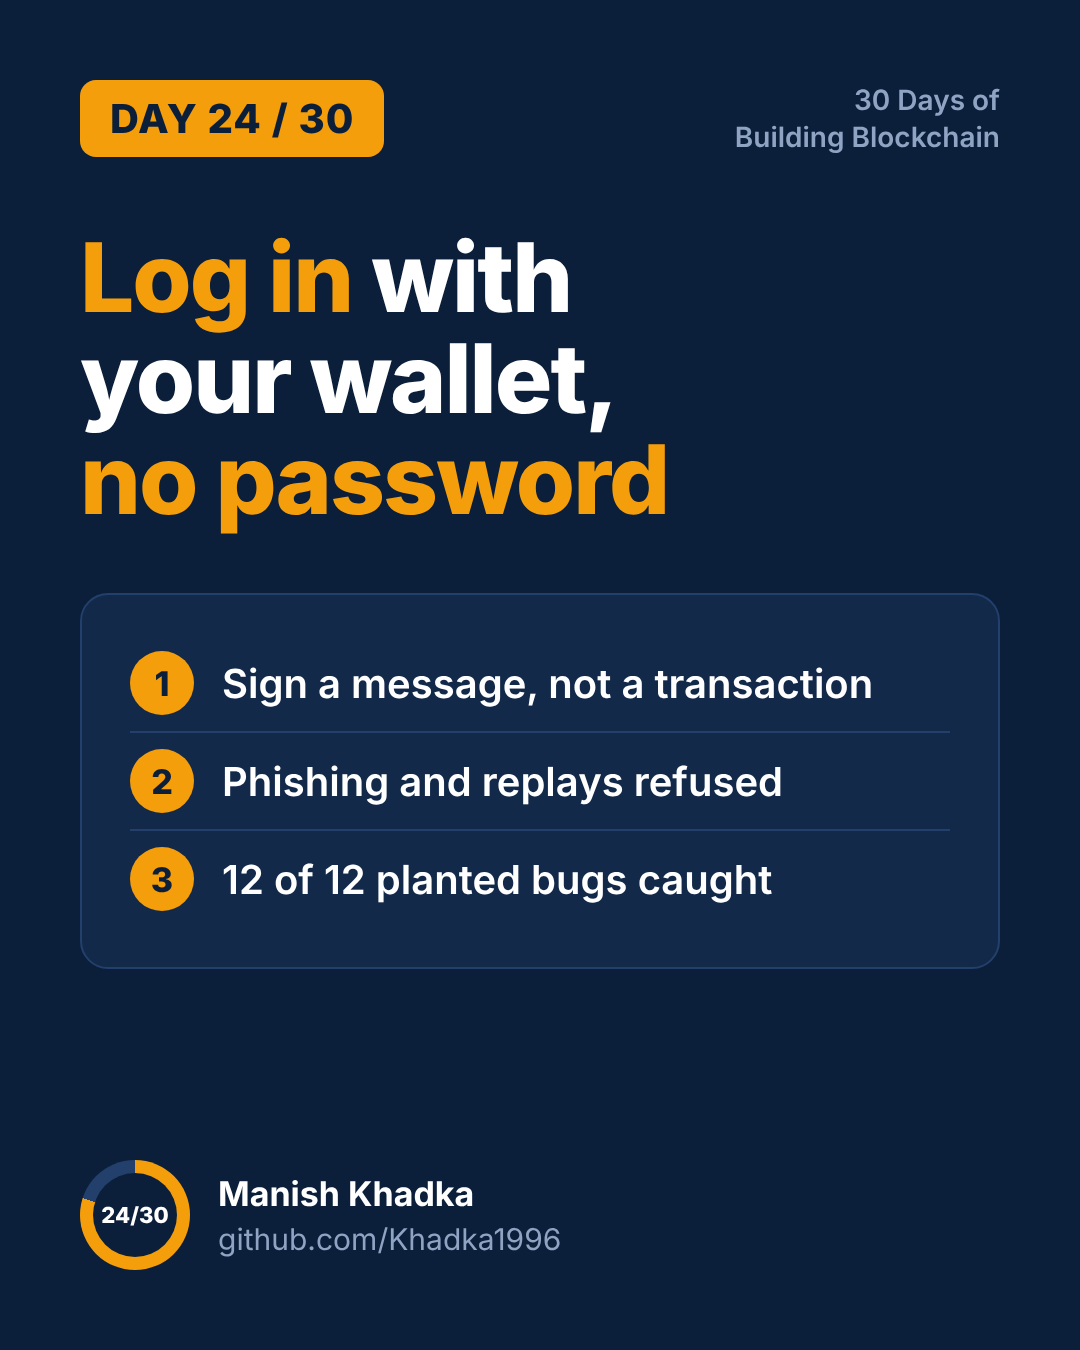 DAY 24 / 30
30 Days of
Building Blockchain
Log in with
your wallet,
no password
1 Sign a message, not a transaction
2 Phishing and replays refused
3 12 of 12 planted bugs caught
24/30
Manish Khadka
github.com/Khadka1996